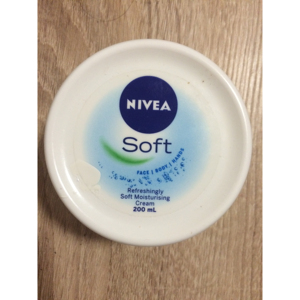 NIVEA
Soft
FACE | BODY | HANDS
Refreshingly
Soft Moisturising
Cream
200 mL